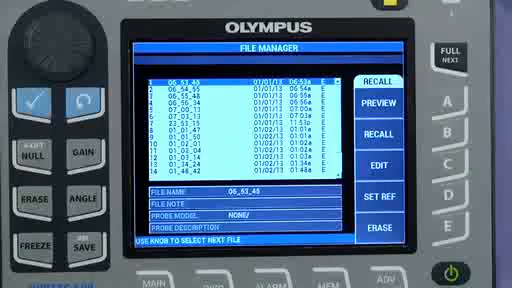 OLYMPUS
FILE MANAGER
1 06_53_45 01/01/13 06:53a E
2 06_54_55 01/01/13 06:54a E
3 06_55_48 01/01/13 06:55a E
4 06_56_34 01/01/13 06:56a E
5 07_00_13 01/01/13 07:00a E
6 07_03_13 01/01/13 07:03a E
7 23_53_15 01/01/13 11:53p E
8 01_01_47 01/02/13 01:01a E
9 01_01_50 01/02/13 01:01a E
10 01_02_01 01/02/13 01:02a E
11 01_03_04 01/02/13 01:03a E
12 01_03_14 01/02/13 01:03a E
13 01_34_24 01/02/13 01:34a E
14 01_48_42 01/02/13 01:48a E
FILE NAME 06_53_45
FILE NOTE
PROBE MODEL NONE/
PROBE DESCRIPTION
USE KNOB TO SELECT NEXT FILE
RECALL
PREVIEW
RECALL
EDIT
SET REF
ERASE
NULL
GAIN
ERASE
ANGLE
FREEZE
SAVE
FULL
NEXT
A
B
C
D
E
MAIN
ALARM
MEM
ADV